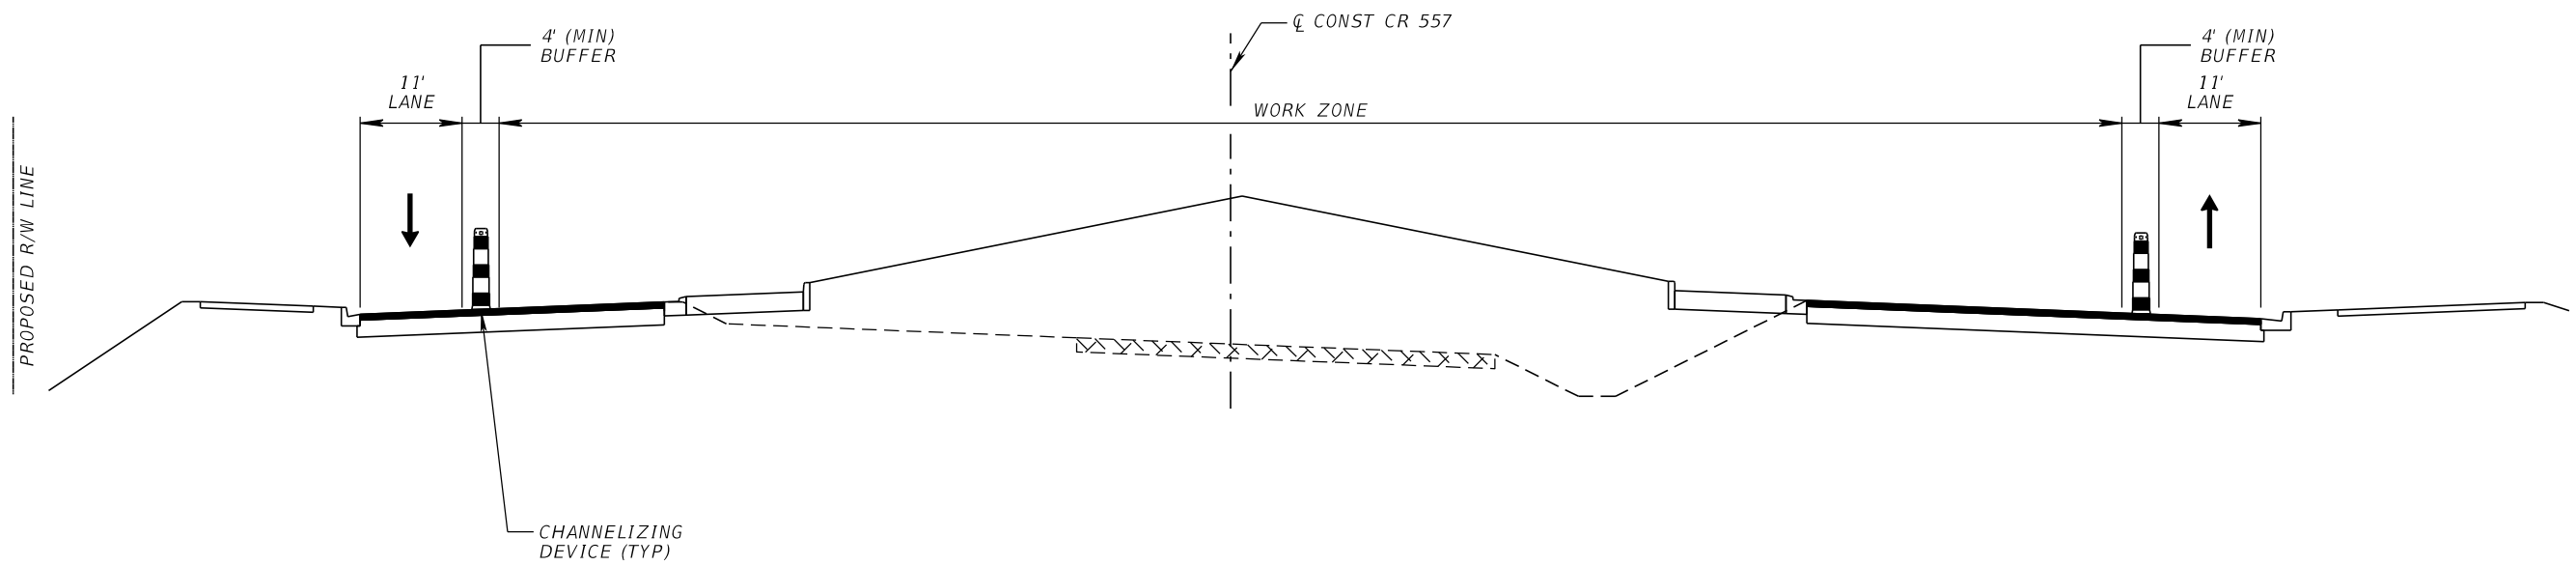 ℄ CONST CR 557
4' (MIN)
BUFFER
4' (MIN)
BUFFER
11'
LANE
11'
LANE
WORK ZONE
PROPOSED R/W LINE
CHANNELIZING
DEVICE (TYP)